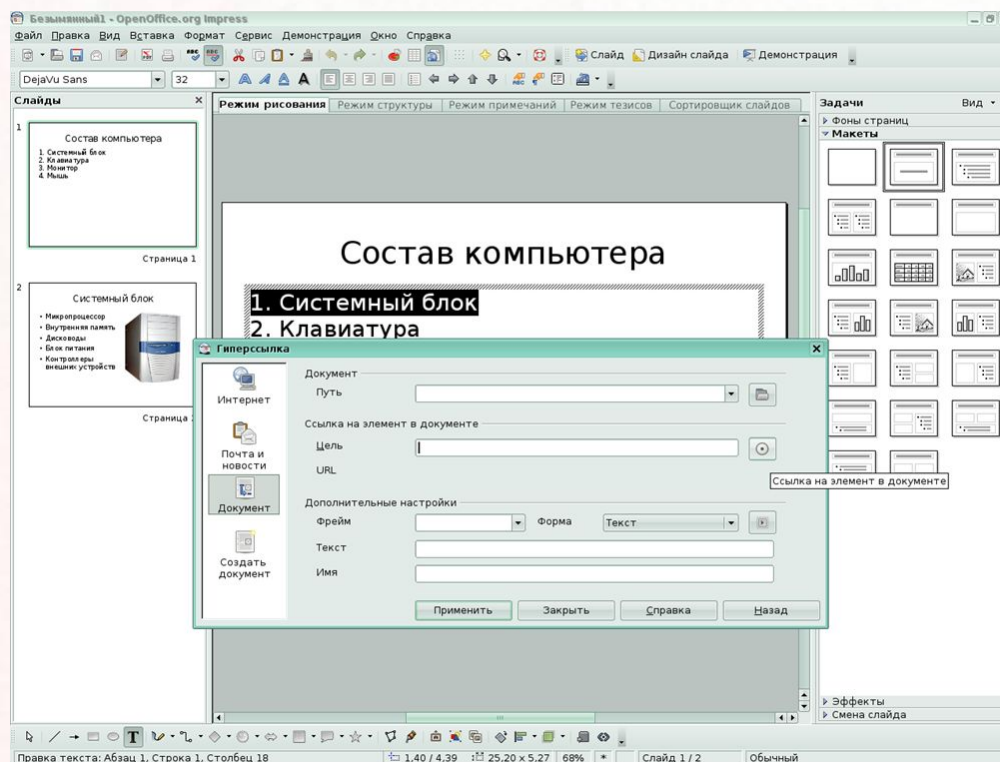 Безымянный1 - OpenOffice.org Impress
Файл Правка Вид Вставка Формат Сервис Демонстрация Окно Справка
Слайд Дизайн слайда Демонстрация
DejaVu Sans 32
Слайды
1
Состав компьютера
1. Системный блок
2. Клавиатура
3. Монитор
4. Мышь
Страница 1
2
Системный блок
• Микропроцессор
• Внутренняя память
• Дисководы
• Блок питания
• Контроллеры
внешних устройств
Страница
Режим рисования Режим структуры Режим примечаний Режим тезисов Сортировщик слайдов
Состав компьютера
1. Системный блок
2. Клавиатура
Задачи Вид
Фоны страниц
Макеты
Гиперссылка
Интернет
Почта и
новости
Документ
Создать
документ
Документ
Путь
Ссылка на элемент в документе
Цель
URL
Ссылка на элемент в документе
Дополнительные настройки
Фрейм Форма Текст
Текст
Имя
Применить Закрыть Справка Назад
Эффекты
Смена слайда
Правка текста: Абзац 1, Строка 1, Столбец 18 1,40 / 4,39 25,20 x 5,27 68% * Слайд 1 / 2 Обычный